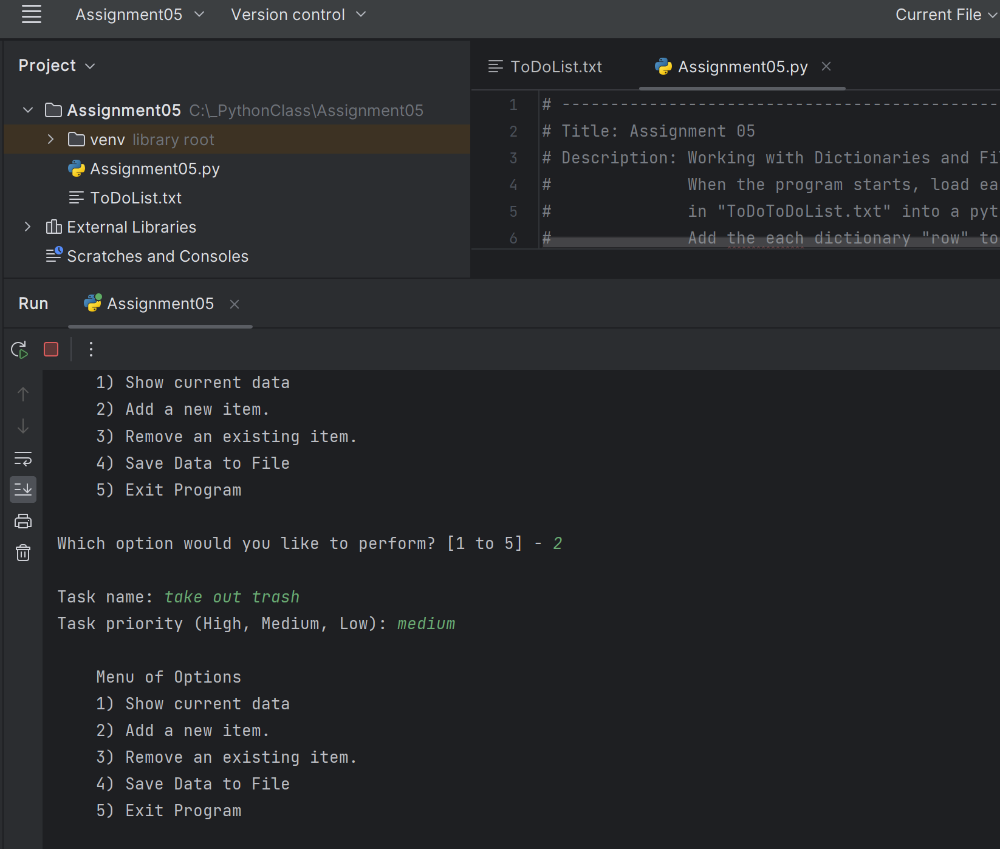 Assignment05 Version control Current File
Project
Assignment05 C:\_PythonClass\Assignment05
venv library root
Assignment05.py
ToDoList.txt
External Libraries
Scratches and Consoles
ToDoList.txt Assignment05.py
1 # ---------------------------------------------
2 # Title: Assignment 05
3 # Description: Working with Dictionaries and Fi
4 # When the program starts, load ea
5 # in "ToDoToDoList.txt" into a pyt
6 # Add the each dictionary "row" to
Run Assignment05
1) Show current data
2) Add a new item.
3) Remove an existing item.
4) Save Data to File
5) Exit Program
Which option would you like to perform? [1 to 5] - 2
Task name: take out trash
Task priority (High, Medium, Low): medium
Menu of Options
1) Show current data
2) Add a new item.
3) Remove an existing item.
4) Save Data to File
5) Exit Program